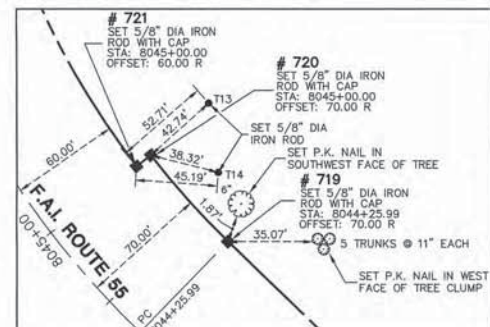 # 721
SET 5/8" DIA IRON
ROD WITH CAP
STA: 8045+00.00
OFFSET: 60.00 R
# 720
SET 5/8" DIA IRON
ROD WITH CAP
STA: 8045+00.00
OFFSET: 70.00 R
52.71'
42.74'
T13
SET 5/8" DIA
IRON ROD
60.00'
38.32'
T14
45.19'
6"
SET P.K. NAIL IN
SOUTHWEST FACE OF TREE
# 719
SET 5/8" DIA IRON
ROD WITH CAP
STA: 8044+25.99
OFFSET: 70.00 R
1.87'
F.A.I. ROUTE 55
8045+00
70.00'
35.07'
5 TRUNKS @ 11" EACH
SET P.K. NAIL IN WEST
FACE OF TREE CLUMP
PC
8044+25.99